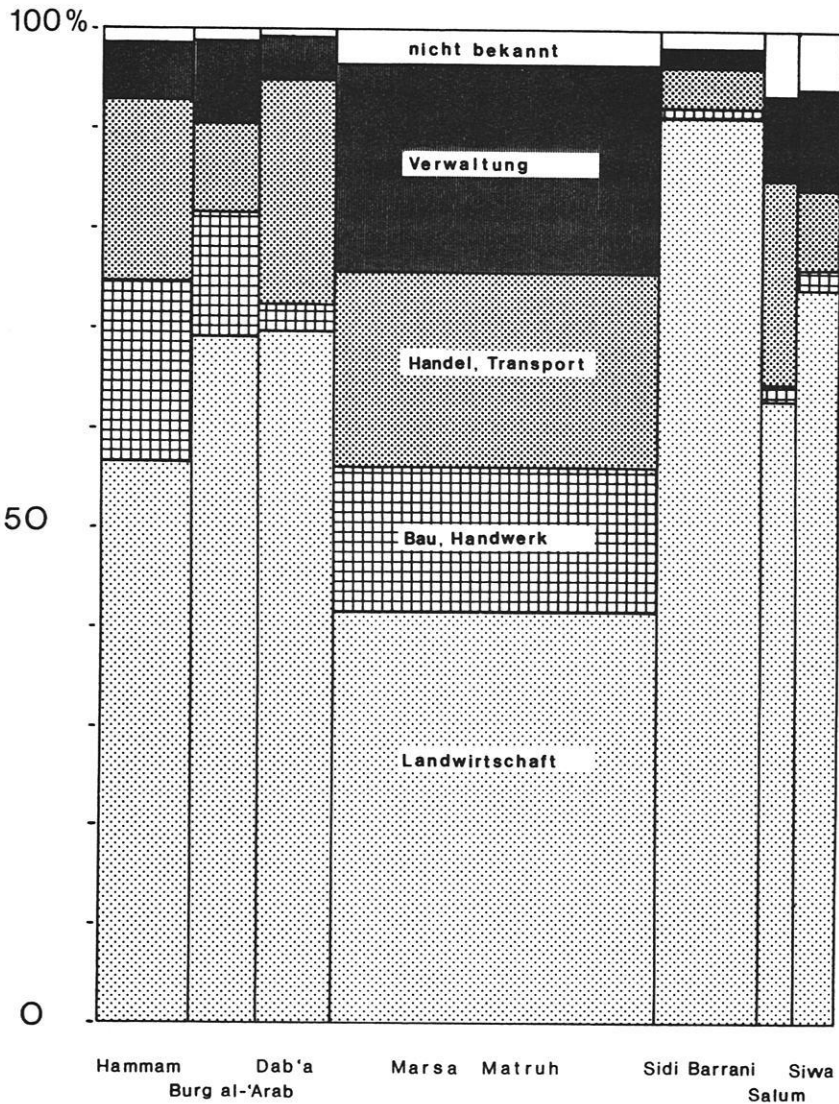 100%
nicht bekannt
Verwaltung
Handel, Transport
50
Bau, Handwerk
Landwirtschaft
0
Hammam
Burg al-‘Arab
Dab‘a
Marsa Matruh
Sidi Barrani
Salum
Siwa